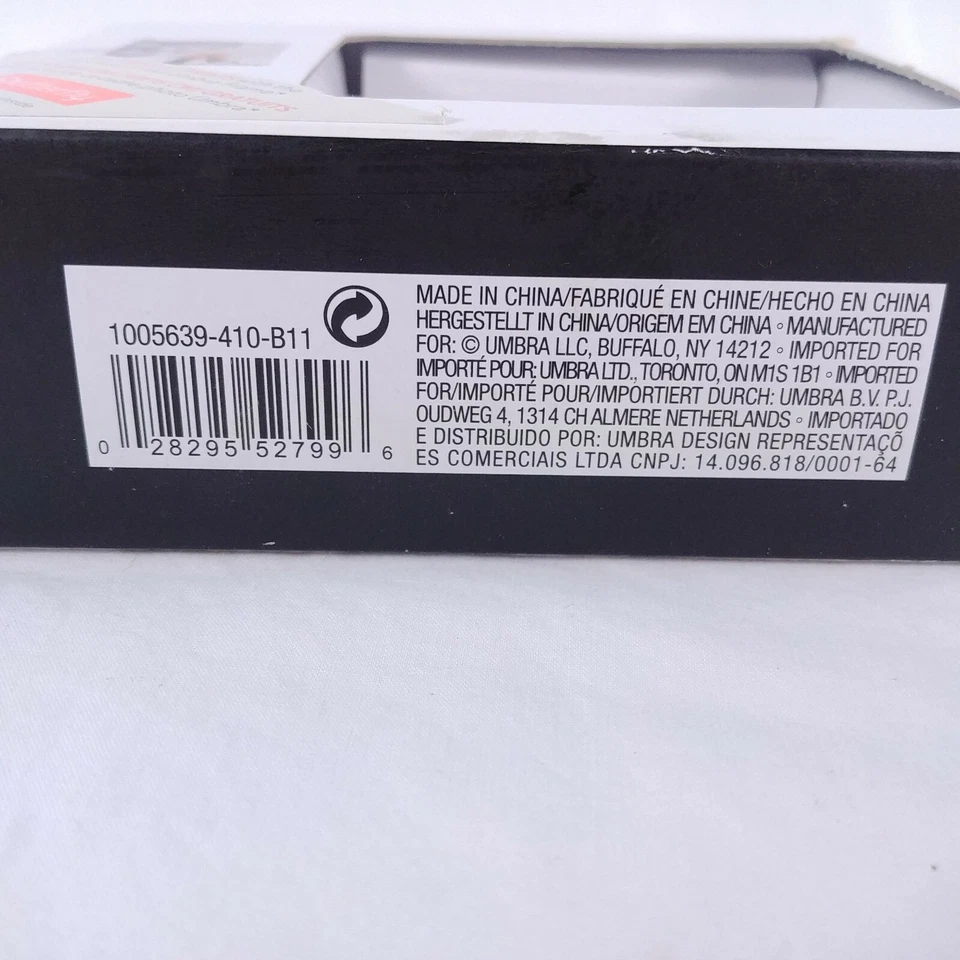 1005639-410-B11
0 28295 52799 6
MADE IN CHINA/FABRIQUÉ EN CHINE/HECHO EN CHINA
HERGESTELLT IN CHINA/ORIGEM EM CHINA ◦ MANUFACTURED
FOR: © UMBRA LLC, BUFFALO, NY 14212 ◦ IMPORTED FOR
IMPORTÉ POUR: UMBRA LTD., TORONTO, ON M1S 1B1 ◦ IMPORTED
FOR/IMPORTÉ POUR/IMPORTIERT DURCH: UMBRA B.V. P.J.
OUDWEG 4, 1314 CH ALMERE NETHERLANDS ◦ IMPORTADO
E DISTRIBUIDO POR: UMBRA DESIGN REPRESENTAÇÕ
ES COMERCIAIS LTDA CNPJ: 14.096.818/0001-64